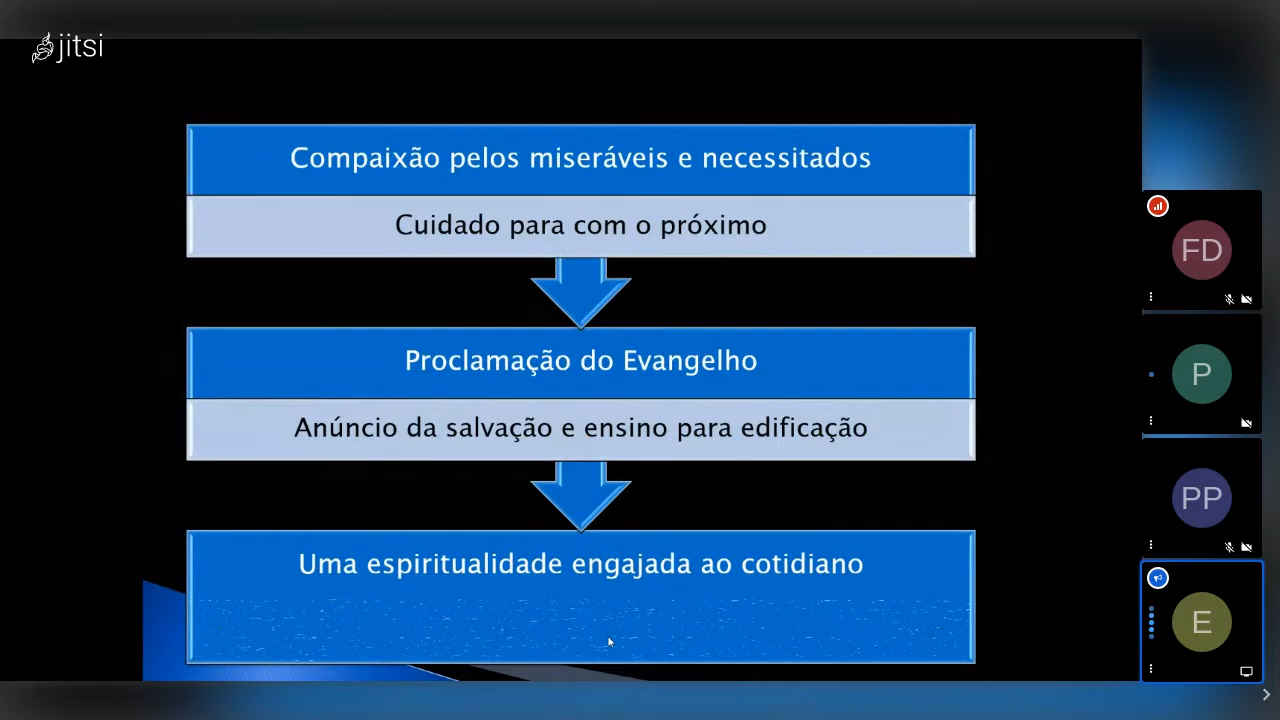 jitsi
Compaixão pelos miseráveis e necessitados
Cuidado para com o próximo
Proclamação do Evangelho
Anúncio da salvação e ensino para edificação
Uma espiritualidade engajada ao cotidiano
FD
P
PP
E